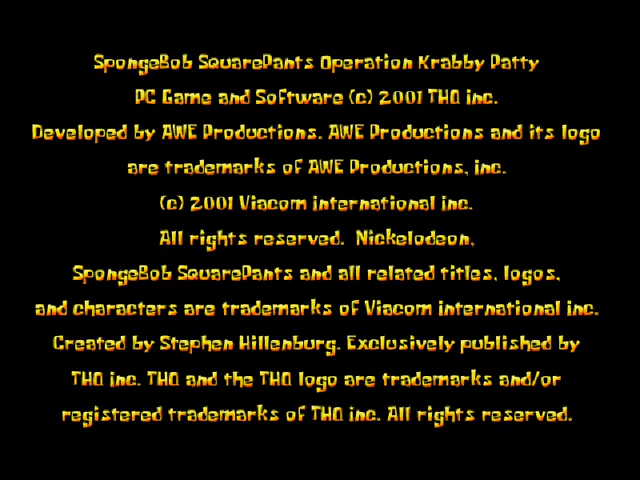 SpongeBob SquarePants Operation Krabby Patty
PC Game and Software (c) 2001 THQ inc.
Developed by AWE Productions. AWE Productions and its logo
are trademarks of AWE Productions, inc.
(c) 2001 Viacom international inc.
All rights reserved. Nickelodeon,
SpongeBob SquarePants and all related titles, logos,
and characters are trademarks of Viacom international inc.
Created by Stephen Hillenburg. Exclusively published by
THQ inc. THQ and the THQ logo are trademarks and/or
registered trademarks of THQ inc. All rights reserved.